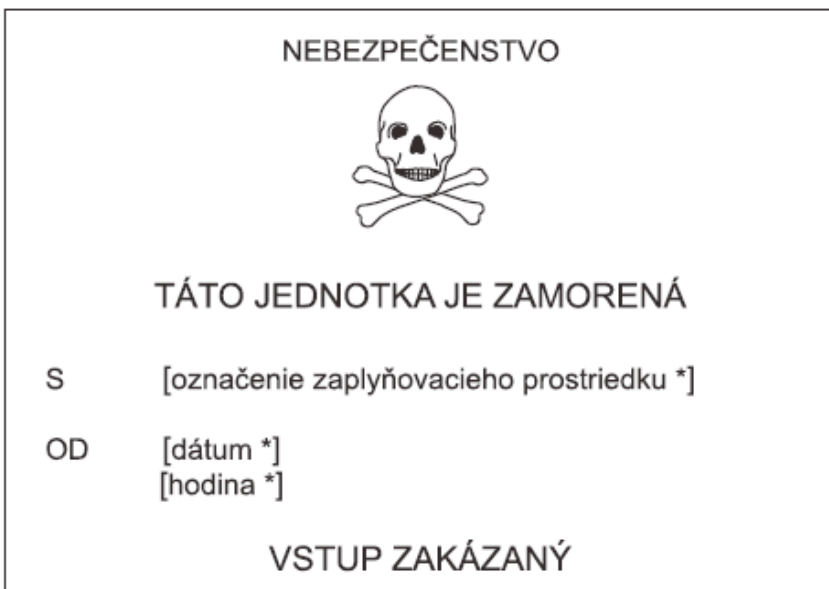 NEBEZPEČENSTVO
TÁTO JEDNOTKA JE ZAMORENÁ
S [označenie zaplyňovacieho prostriedku *]
OD [dátum *]
[hodina *]
VSTUP ZAKÁZANÝ